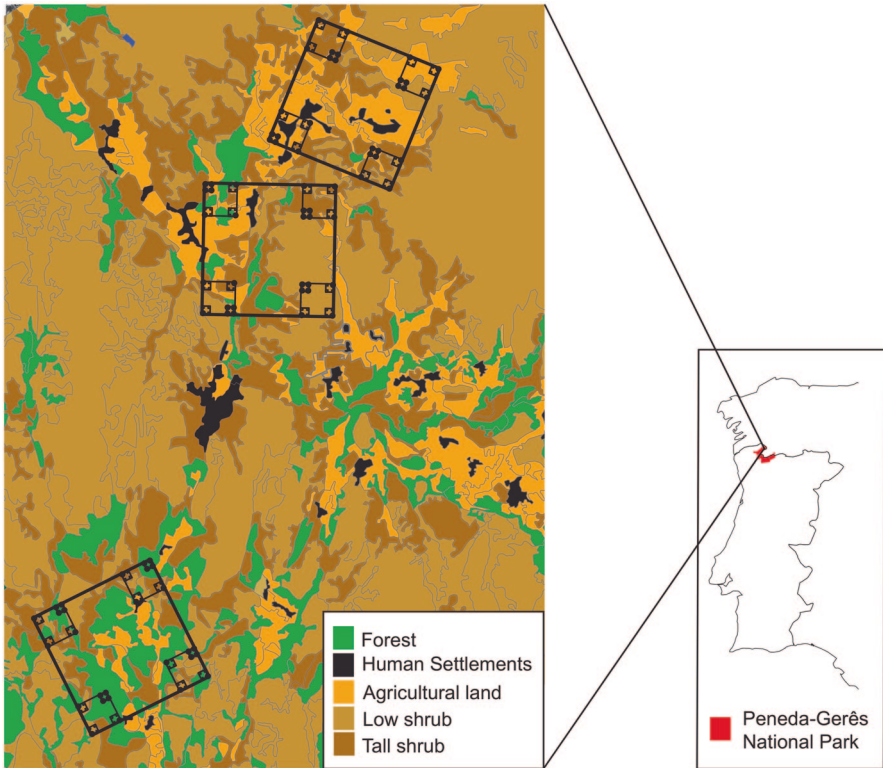 Forest
Human Settlements
Agricultural land
Low shrub
Tall shrub
Peneda-Gerês
National Park